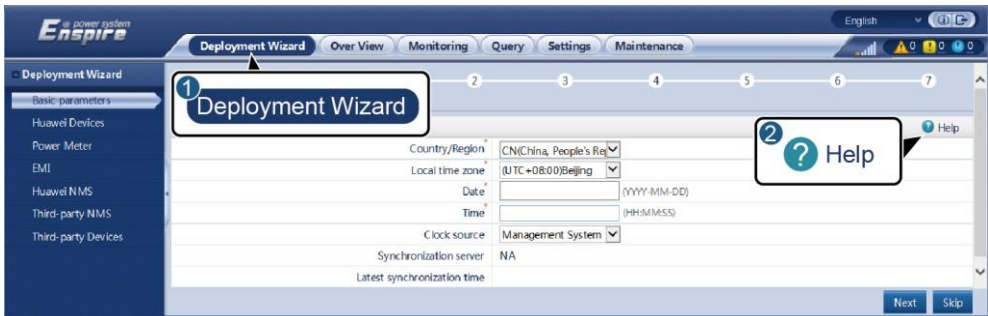 @ power system
Enspire
English
Deployment Wizard Over View Monitoring Query Settings Maintenance
0 0 0
Deployment Wizard
Basic parameters
Huawei Devices
Power Meter
EMI
Huawei NMS
Third-party NMS
Third-party Devices
1
Deployment Wizard
2 3 4 5 6 7
Help
2
? Help
Country/Region* CN(China, People's Re
Local time zone* (UTC+08:00)Beijing
Date* (YYYY-MM-DD)
Time* (HH:MM:SS)
Clock source Management System
Synchronization server NA
Latest synchronization time
Next Skip